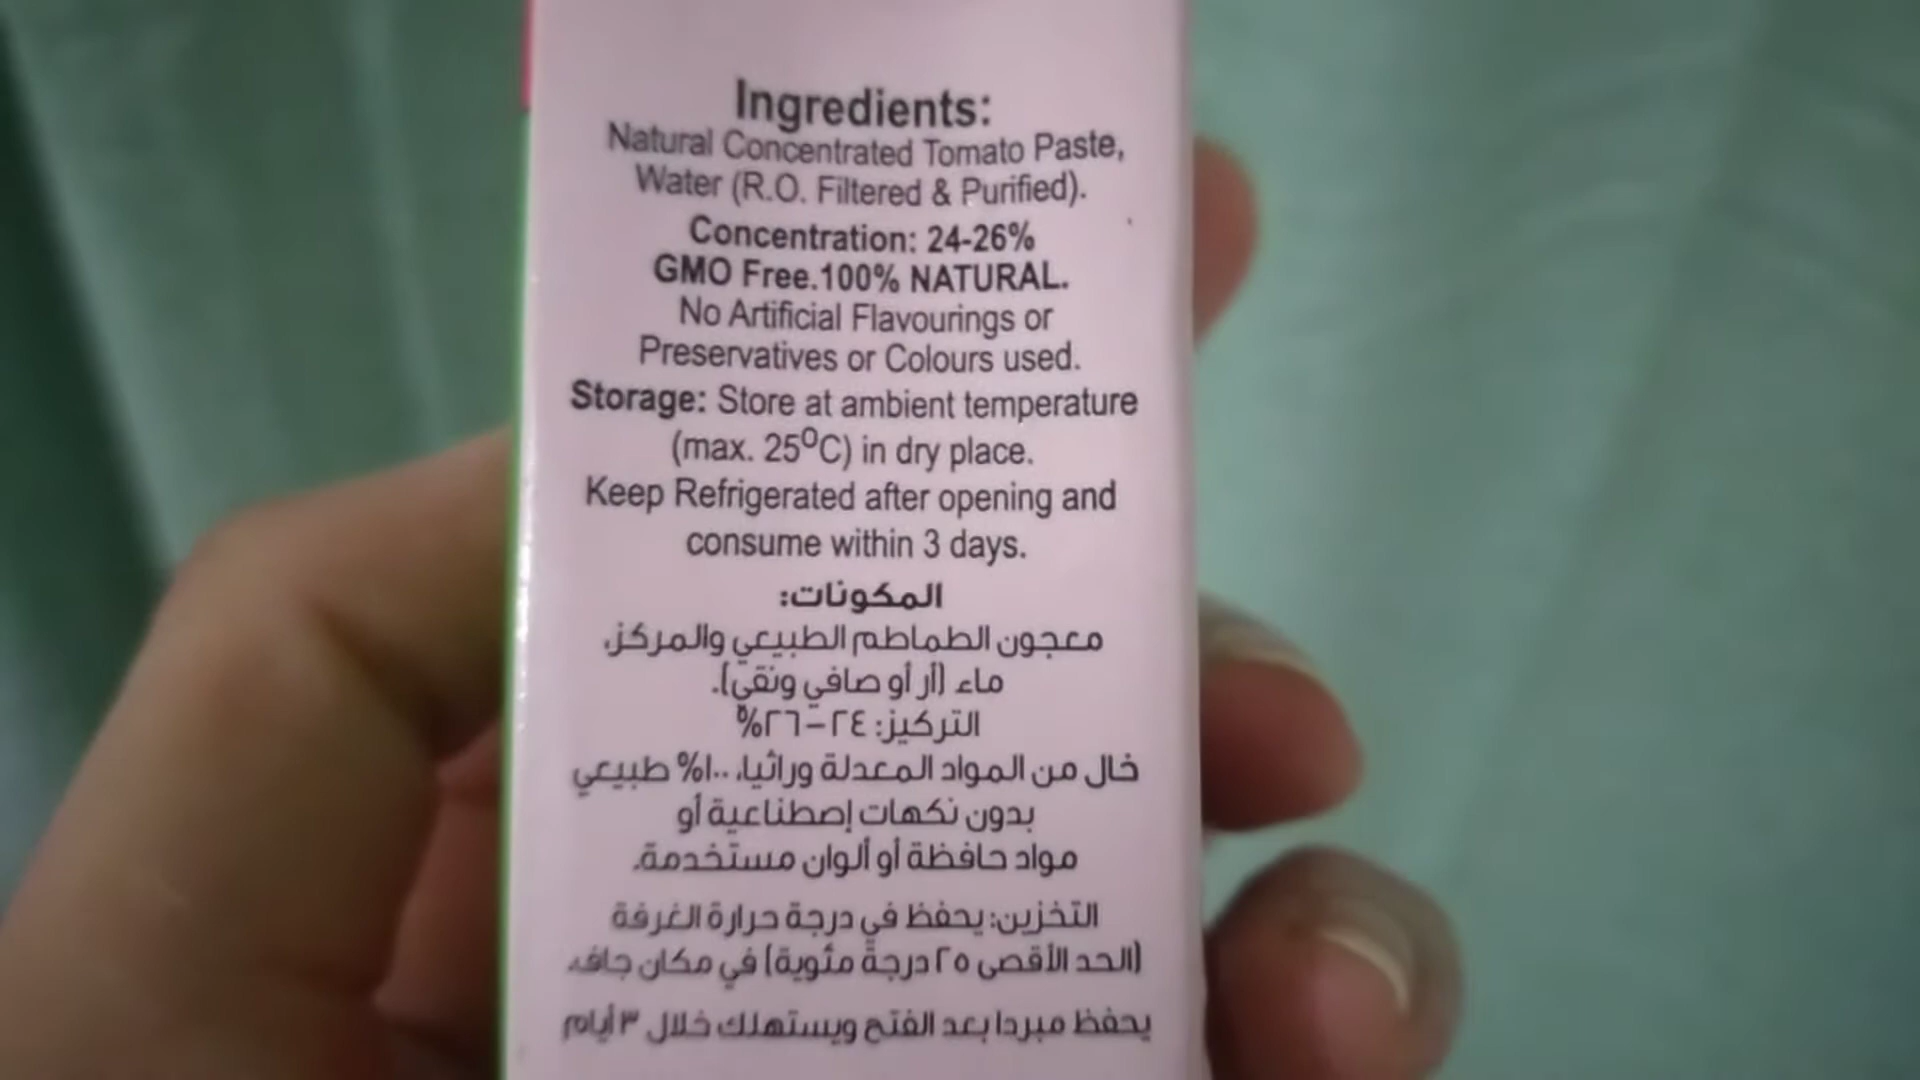 Ingredients:
Natural Concentrated Tomato Paste,
Water (R.O. Filtered & Purified).
Concentration: 24-26%
GMO Free.100% NATURAL.
No Artificial Flavourings or
Preservatives or Colours used.
Storage: Store at ambient temperature
(max. 25⁰C) in dry place.
Keep Refrigerated after opening and
consume within 3 days.
المكونات:
معجون الطماطم الطبيعي والمركز،
ماء (آر أو صافي ونقي).
التركيز: ٢٤-٢٦%
خال من المواد المعدلة وراثيا، ١٠٠% طبيعي
بدون نكهات إصطناعية أو
مواد حافظة أو ألوان مستخدمة.
التخزين: يحفظ في درجة حرارة الغرفة
(الحد الأقصى ٢٥ درجة مئوية) في مكان جاف.
يحفظ مبردا بعد الفتح ويستهلك خلال ٣ أيام